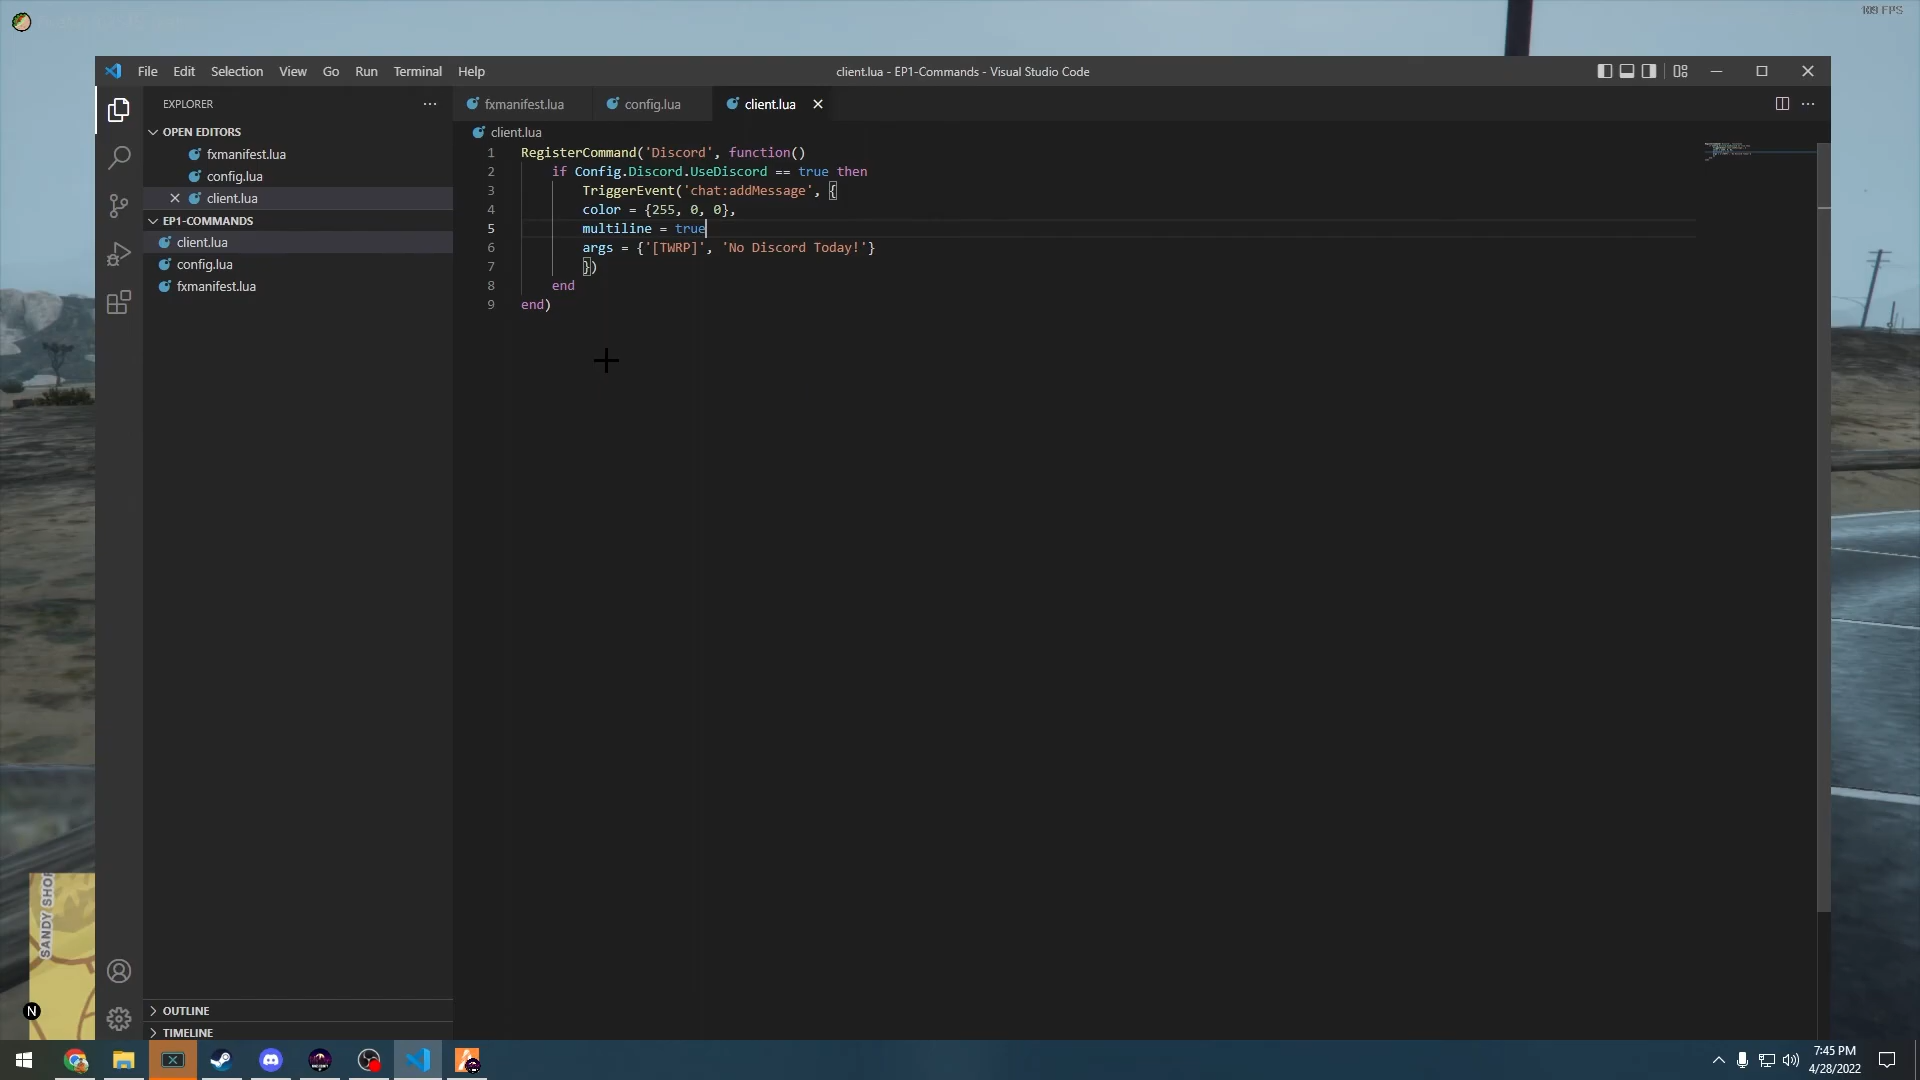 109 FPS
File Edit Selection View Go Run Terminal Help
client.lua - EP1-Commands - Visual Studio Code
EXPLORER
OPEN EDITORS
fxmanifest.lua
config.lua
client.lua
EP1-COMMANDS
client.lua
config.lua
fxmanifest.lua
OUTLINE
TIMELINE
fxmanifest.lua config.lua client.lua
client.lua
1 RegisterCommand('Discord', function()
2 if Config.Discord.UseDiscord == true then
3 TriggerEvent('chat:addMessage', {
4 color = {255, 0, 0},
5 multiline = true
6 args = {'[TWRP]', 'No Discord Today!'}
7 })
8 end
9 end)
SANDY SHOR
N
7:45 PM
4/28/2022